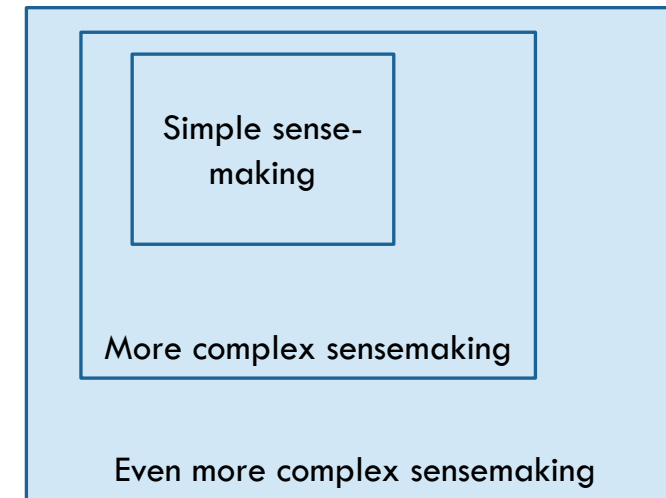 Simple sense-
making
More complex sensemaking
Even more complex sensemaking